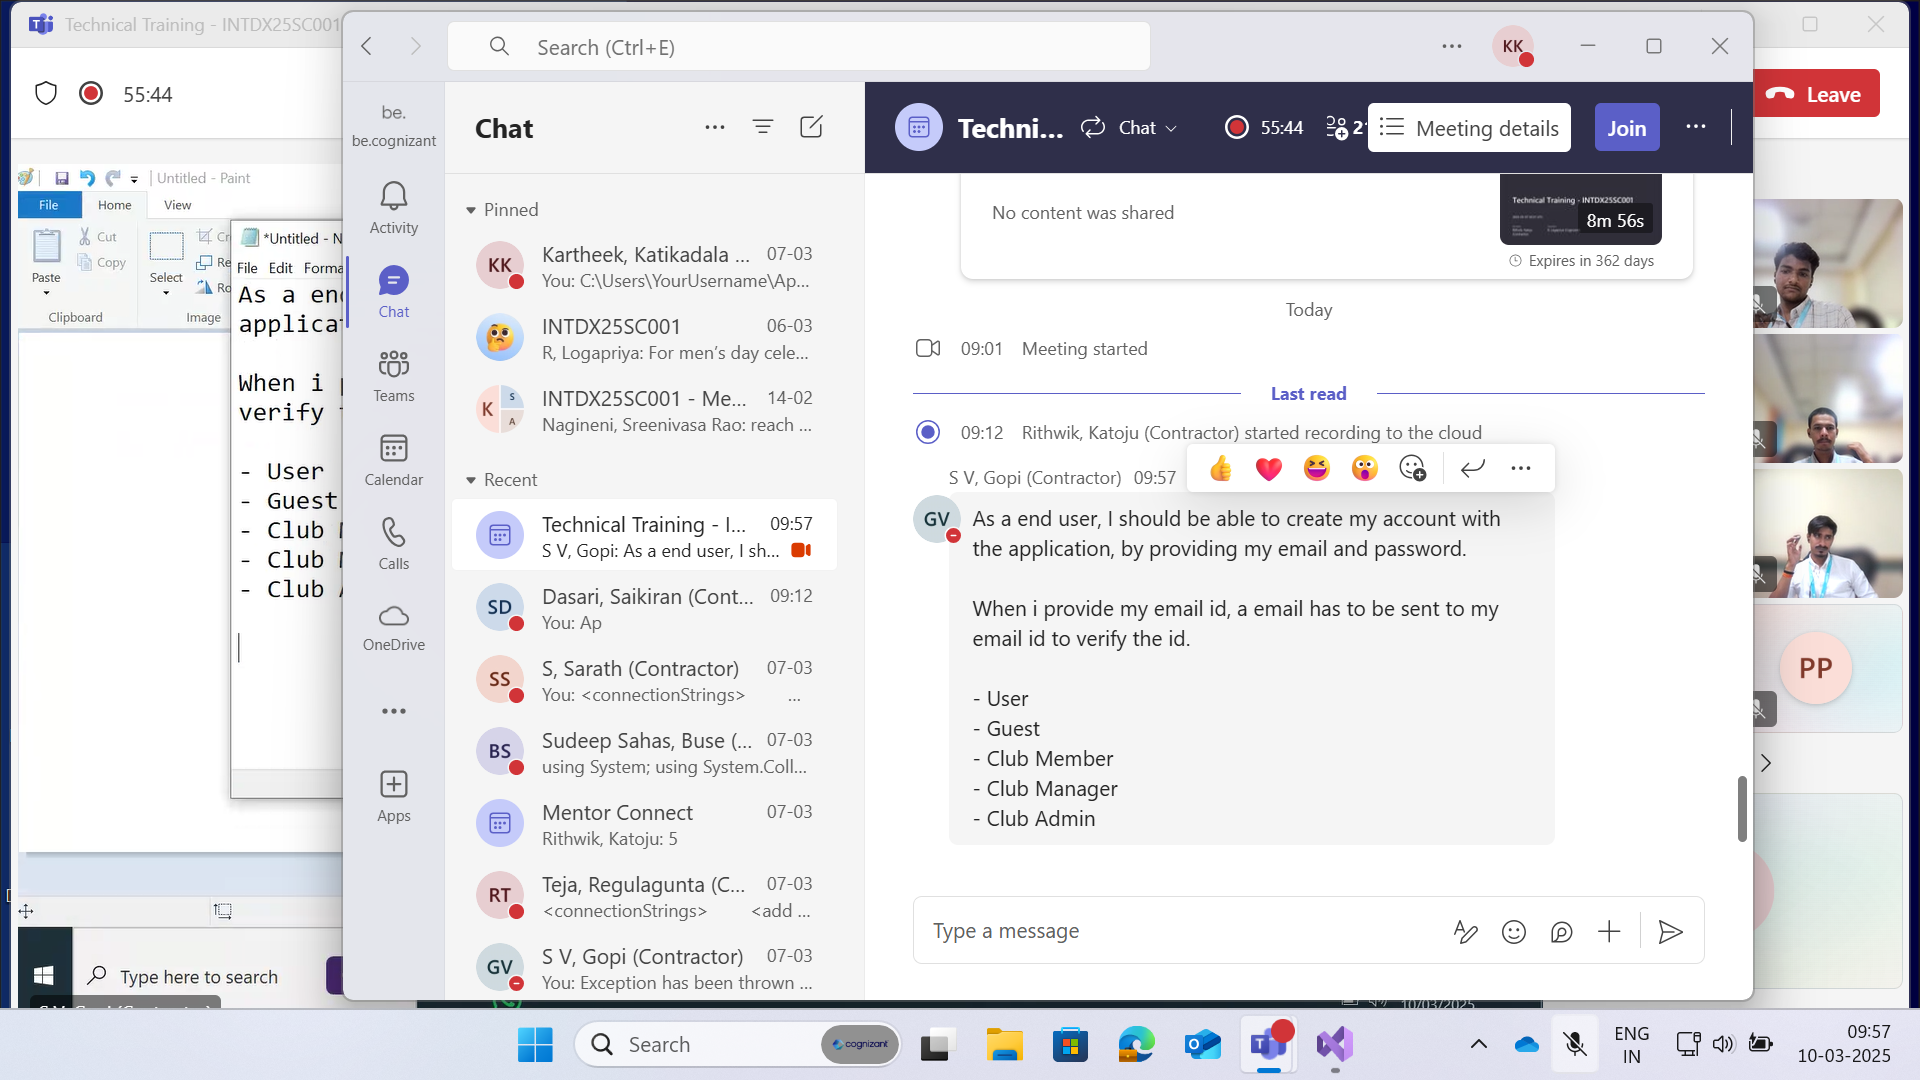 Technical Training - INTDX25SC001
55:44
Leave
Untitled - Paint
File
Home
View
Paste
Cut
Copy
Clipboard
Select
Image
*Untitled - N
File Edit Forma
As a en
applica
When i
verify
- User
- Guest
- Club
- Club
- Club
Type here to search
Search (Ctrl+E)
KK
be.
be.cognizant
Activity
Chat
Teams
Calendar
Calls
OneDrive
Apps
Chat
Pinned
KK
Kartheek, Katikadala ... 07-03
You: C:\Users\YourUsername\Ap...
INTDX25SC001 06-03
R, Logapriya: For men’s day cele...
K S A
INTDX25SC001 - Me... 14-02
Nagineni, Sreenivasa Rao: reach ...
Recent
Technical Training - I... 09:57
S V, Gopi: As a end user, I sh...
SD
Dasari, Saikiran (Cont... 09:12
You: Ap
SS
S, Sarath (Contractor) 07-03
You: <connectionStrings> ...
BS
Sudeep Sahas, Buse (... 07-03
using System; using System.Coll...
Mentor Connect 07-03
Rithwik, Katoju: 5
RT
Teja, Regulagunta (C... 07-03
<connectionStrings> <add ...
GV
S V, Gopi (Contractor) 07-03
You: Exception has been thrown ...
Techni...
Chat
55:44
Meeting details
Join
No content was shared
Technical Training - INTDX25SC001
8m 56s
Expires in 362 days
Today
09:01 Meeting started
Last read
09:12 Rithwik, Katoju (Contractor) started recording to the cloud
S V, Gopi (Contractor) 09:57
GV
As a end user, I should be able to create my account with
the application, by providing my email and password.
When i provide my email id, a email has to be sent to my
email id to verify the id.
- User
- Guest
- Club Member
- Club Manager
- Club Admin
Type a message
PP
10/03/2025
Search
cognizant
ENG
IN
09:57
10-03-2025